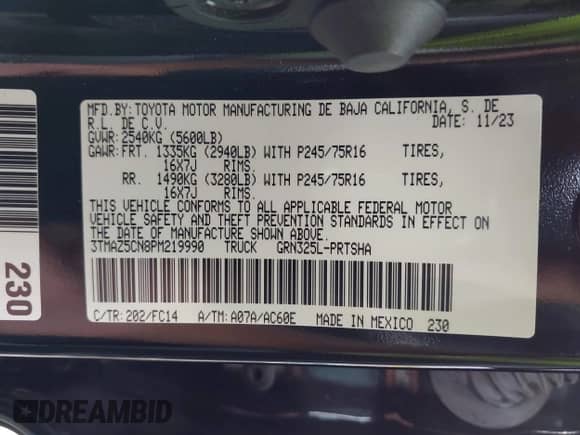 MFD.BY:TOYOTA MOTOR MANUFACTURING DE BAJA CALIFORNIA, S. DE
R.L. DE C.V. DATE: 11/23
GVWR:2540KG (5600LB)
GAWR:FRT. 1335KG (2940LB) WITH P245/75R16 TIRES,
16X7J RIMS.
RR. 1490KG (3280LB) WITH P245/75R16 TIRES,
16X7J RIMS.
THIS VEHICLE CONFORMS TO ALL APPLICABLE FEDERAL MOTOR
VEHICLE SAFETY AND THEFT PREVENTION STANDARDS IN EFFECT ON
THE DATE OF MANUFACTURE SHOWN ABOVE.
3TMAZ5CN8PM219990 TRUCK GRN325L-PRTSHA
C/TR:202/FC14 A/TM:A07A/AC60E MADE IN MEXICO 230
230
DREAMBID